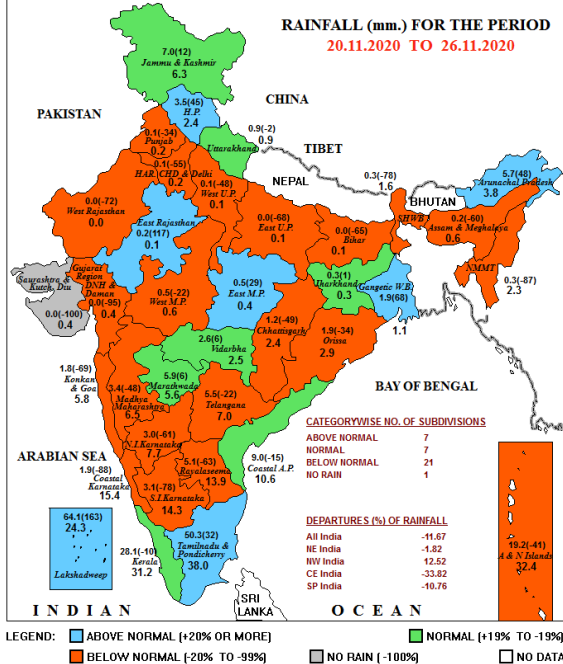 RAINFALL (mm.) FOR THE PERIOD
20.11.2020 TO 26.11.2020
7.0(12)
Jammu & Kashmir
6.3
3.5(45)
H.P.
2.4
CHINA
PAKISTAN
0.1(-34)
Punjab
0.2
Uttarakhand
0.9(-2)
0.9
TIBET
0.1(-55)
HAR. CHD & Delhi
0.2
0.1(-48)
West U.P.
0.1
NEPAL
0.3(-78)
1.6
BHUTAN
5.7(48)
Arunachal Pradesh
3.8
0.0(-72)
West Rajasthan
0.0
East Rajasthan
0.2(117)
0.1
0.0(-68)
East U.P.
0.1
0.0(-65)
Bihar
0.1
SHWB
0.2(-60)
Assam & Meghalaya
0.6
NMMT
0.3(-87)
2.3
Saurashtra &
Kutch, Diu
0.0(-100)
0.4
Gujarat
Region
DNH &
Daman
0.0(-95)
0.4
0.5(-22)
West M.P.
0.6
0.5(29)
East M.P.
0.4
0.3(1)
Jharkhand
0.3
Gangetic W.B.
1.9(68)
1.1
1.2(-49)
Chhattisgarh
2.4
1.9(-34)
Orissa
2.9
2.6(6)
Vidarbha
2.5
1.8(-69)
Konkan
& Goa
5.8
5.9(6)
Marathwada
5.6
3.4(-48)
Madhya
Maharashtra
6.5
5.5(-22)
Telangana
7.0
BAY OF BENGAL
3.0(-61)
N.I.Karnataka
7.7
ARABIAN SEA
1.9(-88)
Coastal
Karnataka
15.4
5.1(-63)
Rayalaseema
13.9
9.0(-15)
Coastal A.P.
10.6
3.1(-78)
S.I.Karnataka
14.3
CATEGORYWISE NO. OF SUBDIVISIONS
ABOVE NORMAL 7
NORMAL 7
BELOW NORMAL 21
NO RAIN 1
DEPARTURES (%) OF RAINFALL
All India -11.67
NE India -1.82
NW India 12.52
CE India -33.82
SP India -10.76
64.1(163)
24.3
Lakshadweep
28.1(-10)
Kerala
31.2
50.3(32)
Tamilnadu &
Pondicherry
38.0
19.2(-41)
A & N Islands
32.4
SRI
LANKA
INDIAN OCEAN
LEGEND: ABOVE NORMAL (+20% OR MORE) NORMAL (+19% TO -19%)
BELOW NORMAL (-20% TO -99%) NO RAIN (-100%) NO DATA